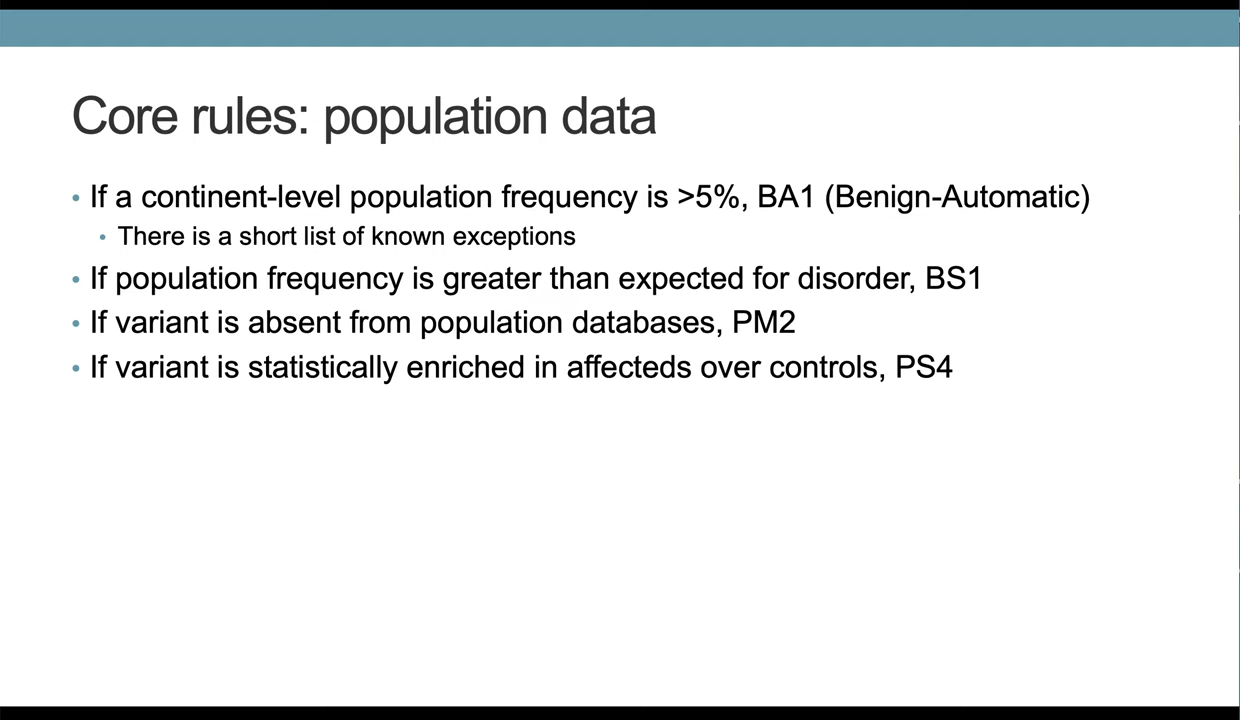 Core rules: population data
• If a continent-level population frequency is >5%, BA1 (Benign-Automatic)
• There is a short list of known exceptions
• If population frequency is greater than expected for disorder, BS1
• If variant is absent from population databases, PM2
• If variant is statistically enriched in affecteds over controls, PS4